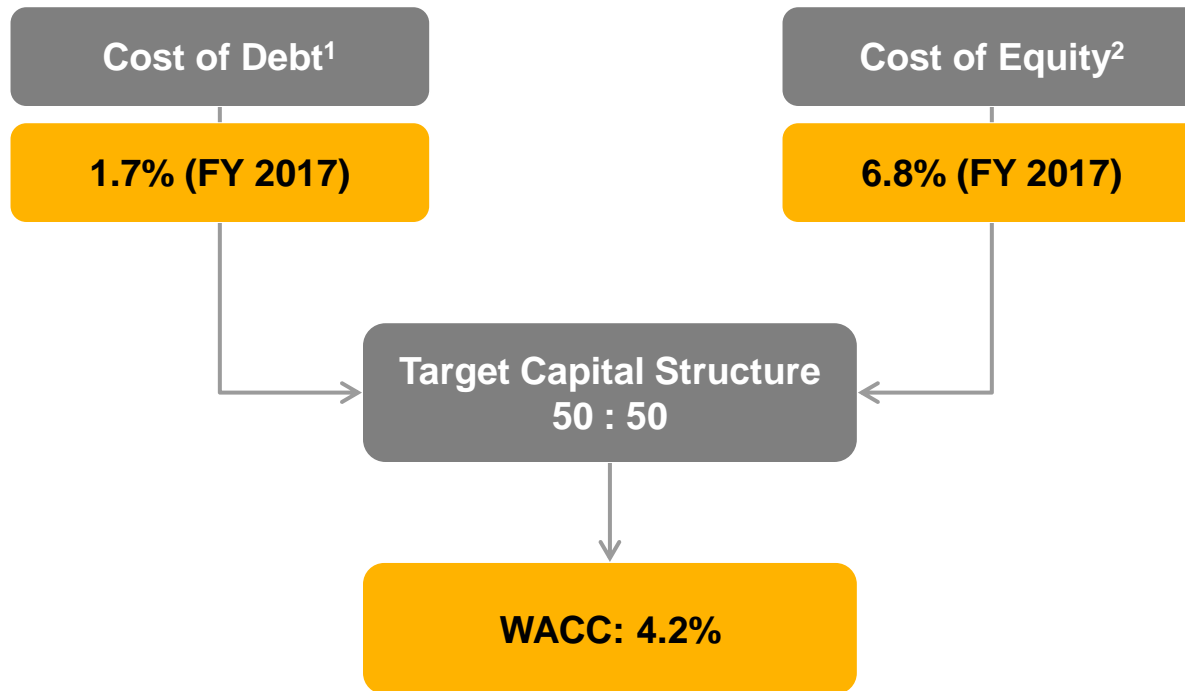 Cost of Debt¹
Cost of Equity²
1.7% (FY 2017)
6.8% (FY 2017)
Target Capital Structure
50 : 50
WACC: 4.2%